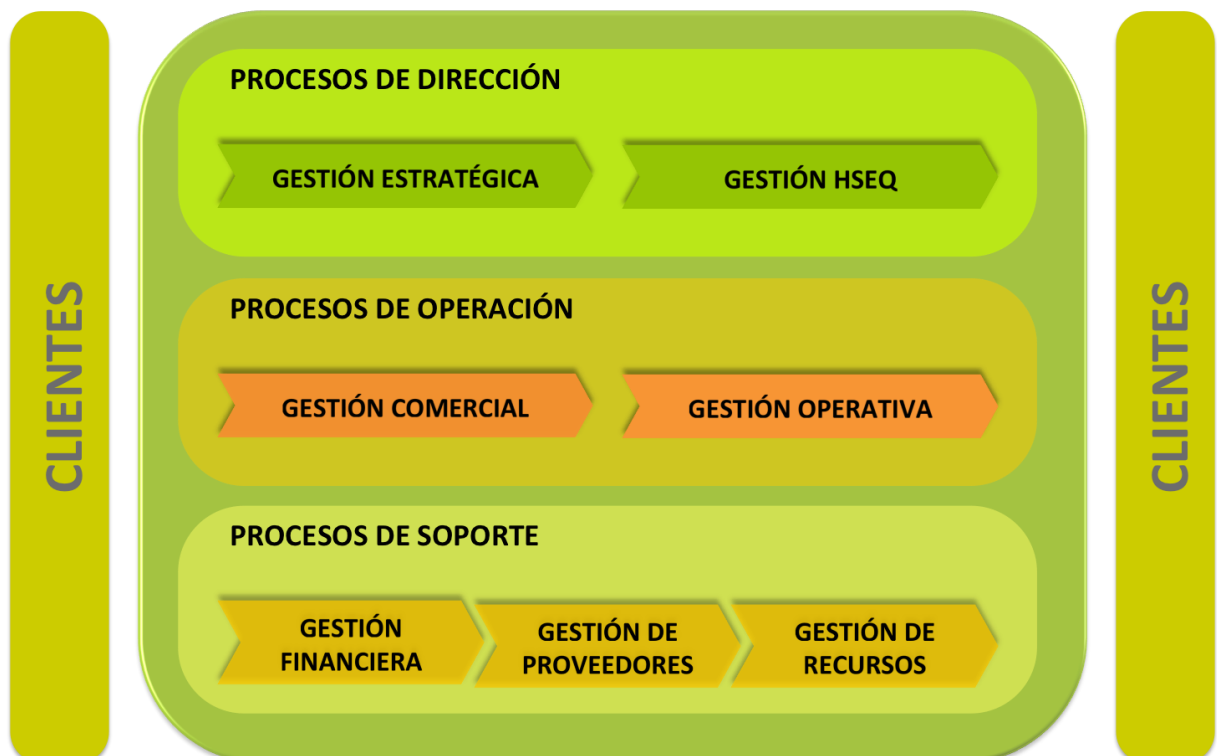 CLIENTES
PROCESOS DE DIRECCIÓN
GESTIÓN ESTRATÉGICA
GESTIÓN HSEQ
PROCESOS DE OPERACIÓN
GESTIÓN COMERCIAL
GESTIÓN OPERATIVA
PROCESOS DE SOPORTE
GESTIÓN
FINANCIERA
GESTIÓN DE
PROVEEDORES
GESTIÓN DE
RECURSOS
CLIENTES